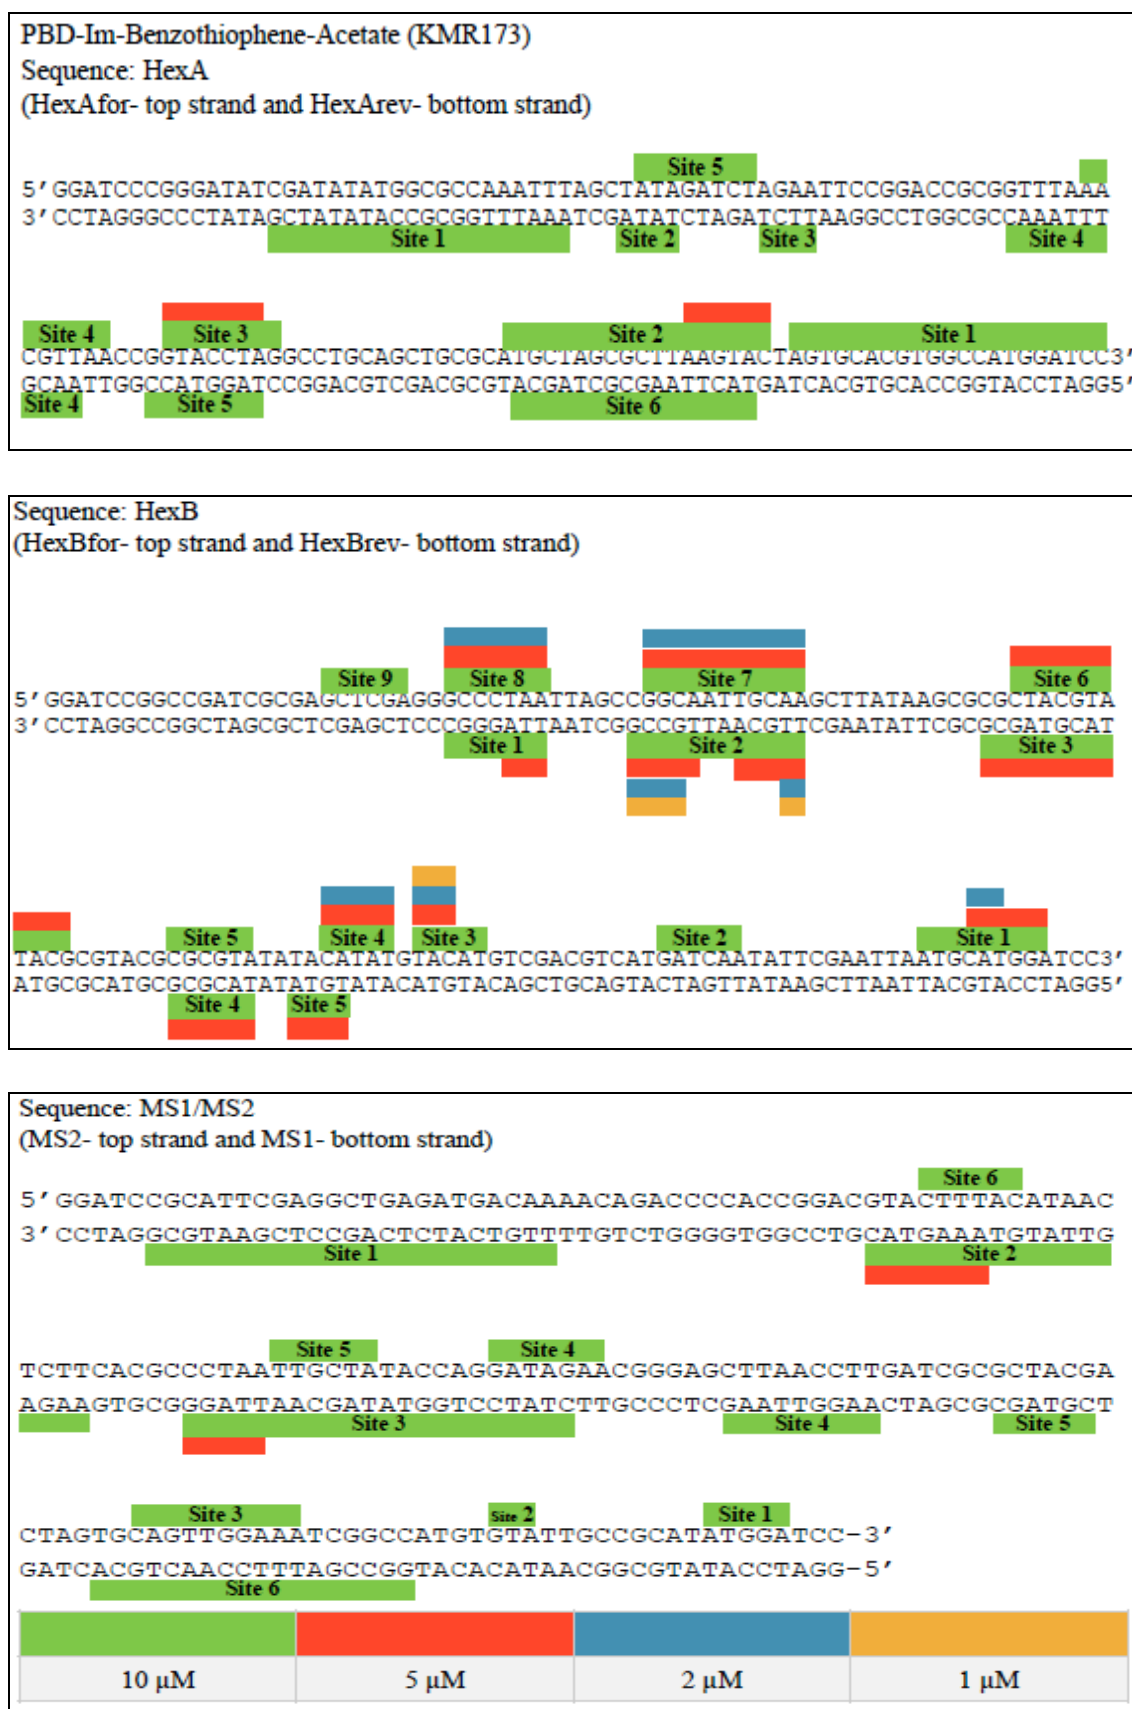 PBD-Im-Benzothiophene-Acetate (KMR173)
Sequence: HexA
(HexAfor- top strand and HexArev- bottom strand)
Site 5
5′GGATCCCGGGATATCGATATATGGCGCCAAATTTAGCTATAGATCTAGAATTCCGGACCGCGGTTTAAA
3′CCTAGGGCCCTATAGCTATATACCGCGGTTTAAATCGATATCTAGATCTTAAGGCCTGGCGCCAAATTT
Site 1 Site 2 Site 3 Site 4
Site 4 Site 3 Site 2 Site 1
CGTTAACCGGTACCTAGGCCTGCAGCTGCGCATGCTAGCGCTTAAGTACTAGTGCACGTGGCCATGGATCC3′
GCAATTGGCCATGGATCCGGACGTCGACGCGTACGATCGCGAATTCATGATCACGTGCACCGGTACCTAGG5′
Site 4 Site 5 Site 6
Sequence: HexB
(HexBfor- top strand and HexBrev- bottom strand)
Site 9 Site 8 Site 7 Site 6
5′GGATCCGGCCGATCGCGAGCTCGAGGGCCCTAATTAGCCGGCAATTGCAAGCTTATAAGCGCGCTACGTA
3′CCTAGGCCGGCTAGCGCTCGAGCTCCCGGGATTAATCGGCCGTTAACGTTCGAATATTCGCGCGATGCAT
Site 1 Site 2 Site 3
Site 5 Site 4 Site 3 Site 2 Site 1
TACGCGTACGCGCGTATATACATATGTACATGTCGACGTCATGATCAATATTCGAATTAATGCATGGATCC3′
ATGCGCATGCGCGCATATATGTATACATGTACAGCTGCAGTACTAGTTATAAGCTTAATTACGTACCTAGG5′
Site 4 Site 5
Sequence: MS1/MS2
(MS2- top strand and MS1- bottom strand)
Site 6
5′GGATCCGCATTCGAGGCTGAGATGACAAAACAGACCCCACCGGACGTACTTTACATAAC
3′CCTAGGCGTAAGCTCCGACTCTACTGTTTTGTCTGGGGTGGCCTGCATGAAATGTATTG
Site 1 Site 2
Site 5 Site 4
TCTTCACGCCCTAATTGCTATACCAGGATAGAACGGGAGCTTAACCTTGATCGCGCTACGA
AGAAGTGCGGGATTAACGATATGGTCCTATCTTGCCCTCGAATTGGAACTAGCGCGATGCT
Site 3 Site 4 Site 5
Site 3 Site 2 Site 1
CTAGTGCAGTTGGAAATCGGCCATGTGTATTGCCGCATATGGATCC-3′
GATCACGTCAACCTTTAGCCGGTACACATAACGGCGTATACCTAGG-5′
Site 6
10 µM 5 µM 2 µM 1 µM